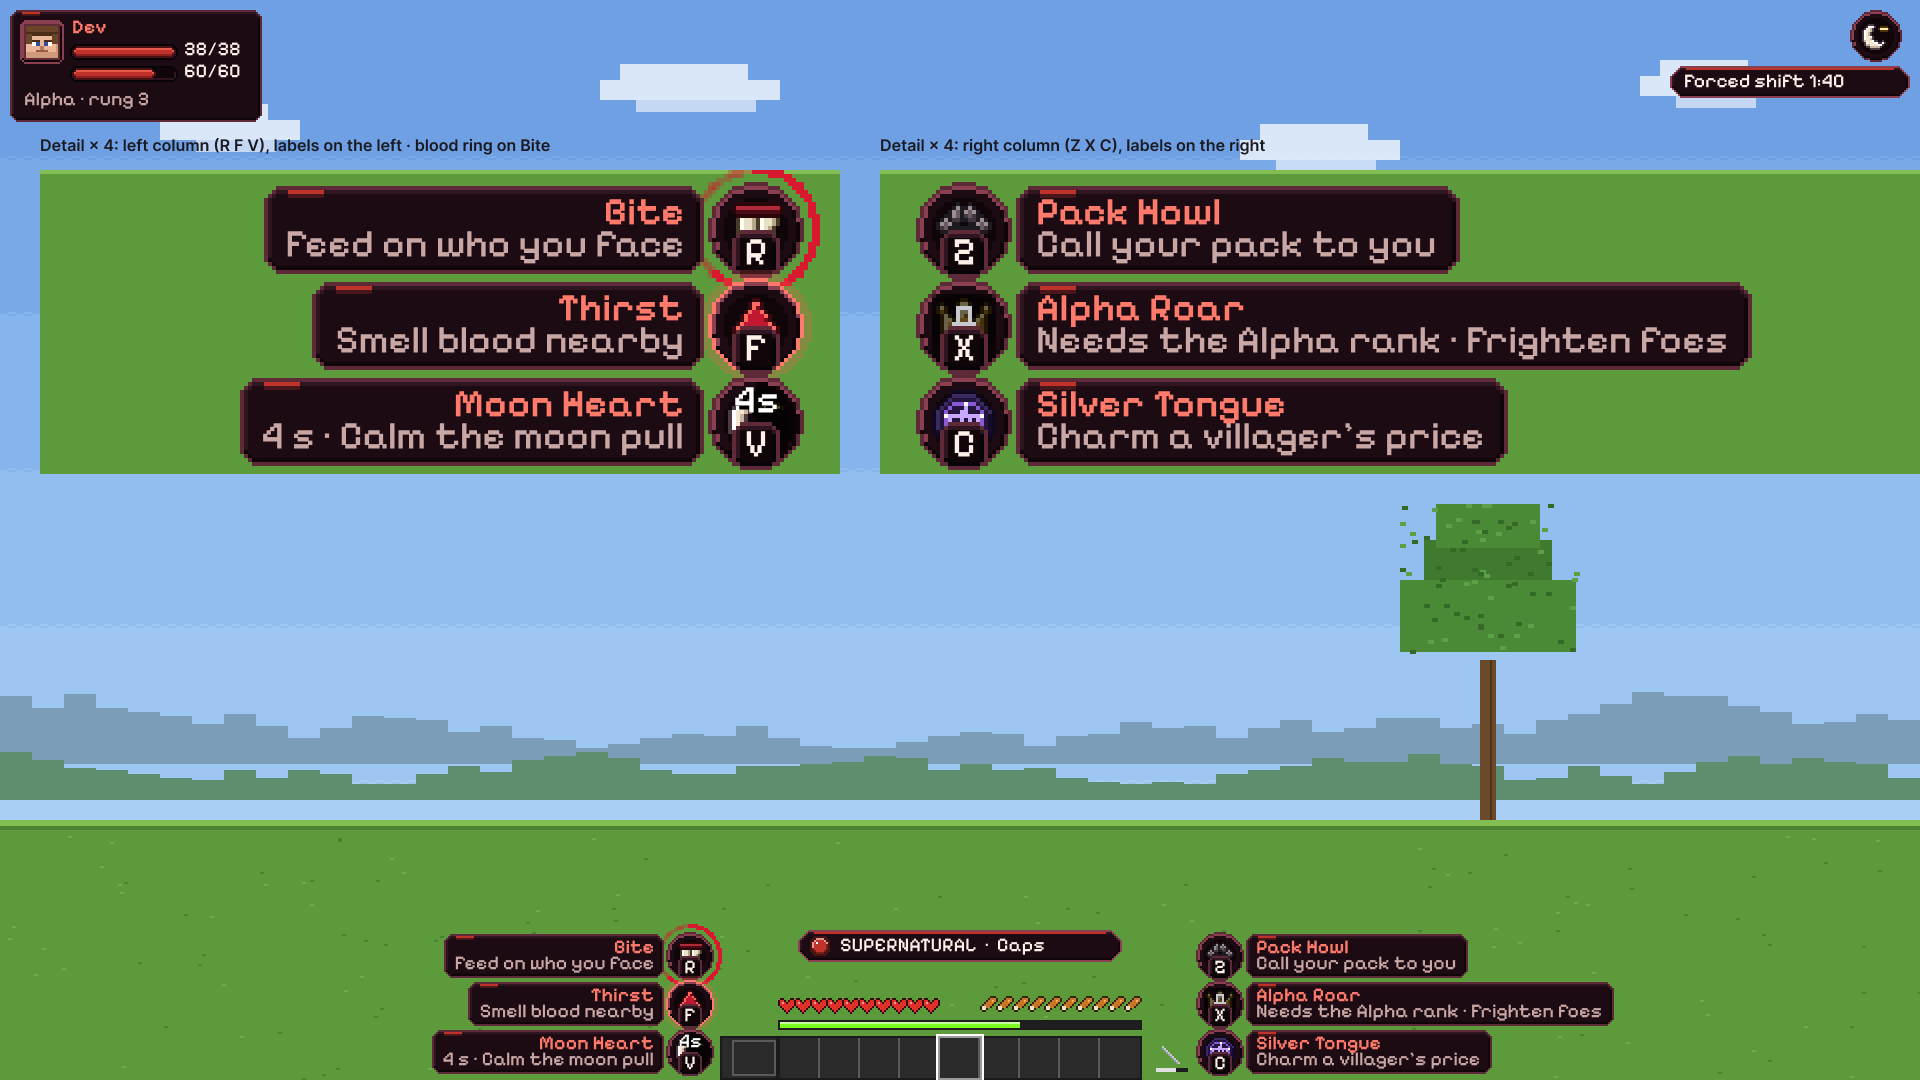 Dev
38/38
60/60
Alpha · rung 3
Forced shift 1:40
Detail × 4: left column (R F V), labels on the left · blood ring on Bite
Detail × 4: right column (Z X C), labels on the right
Bite
Feed on who you face
R
Thirst
Smell blood nearby
F
Moon Heart
4 s · Calm the moon pull
4s
V
Z
Pack Howl
Call your pack to you
X
Alpha Roar
Needs the Alpha rank · Frighten foes
C
Silver Tongue
Charm a villager's price
Bite
Feed on who you face
R
Thirst
Smell blood nearby
F
Moon Heart
4 s · Calm the moon pull
4s
V
SUPERNATURAL · Caps
Z
Pack Howl
Call your pack to you
X
Alpha Roar
Needs the Alpha rank · Frighten foes
C
Silver Tongue
Charm a villager's price